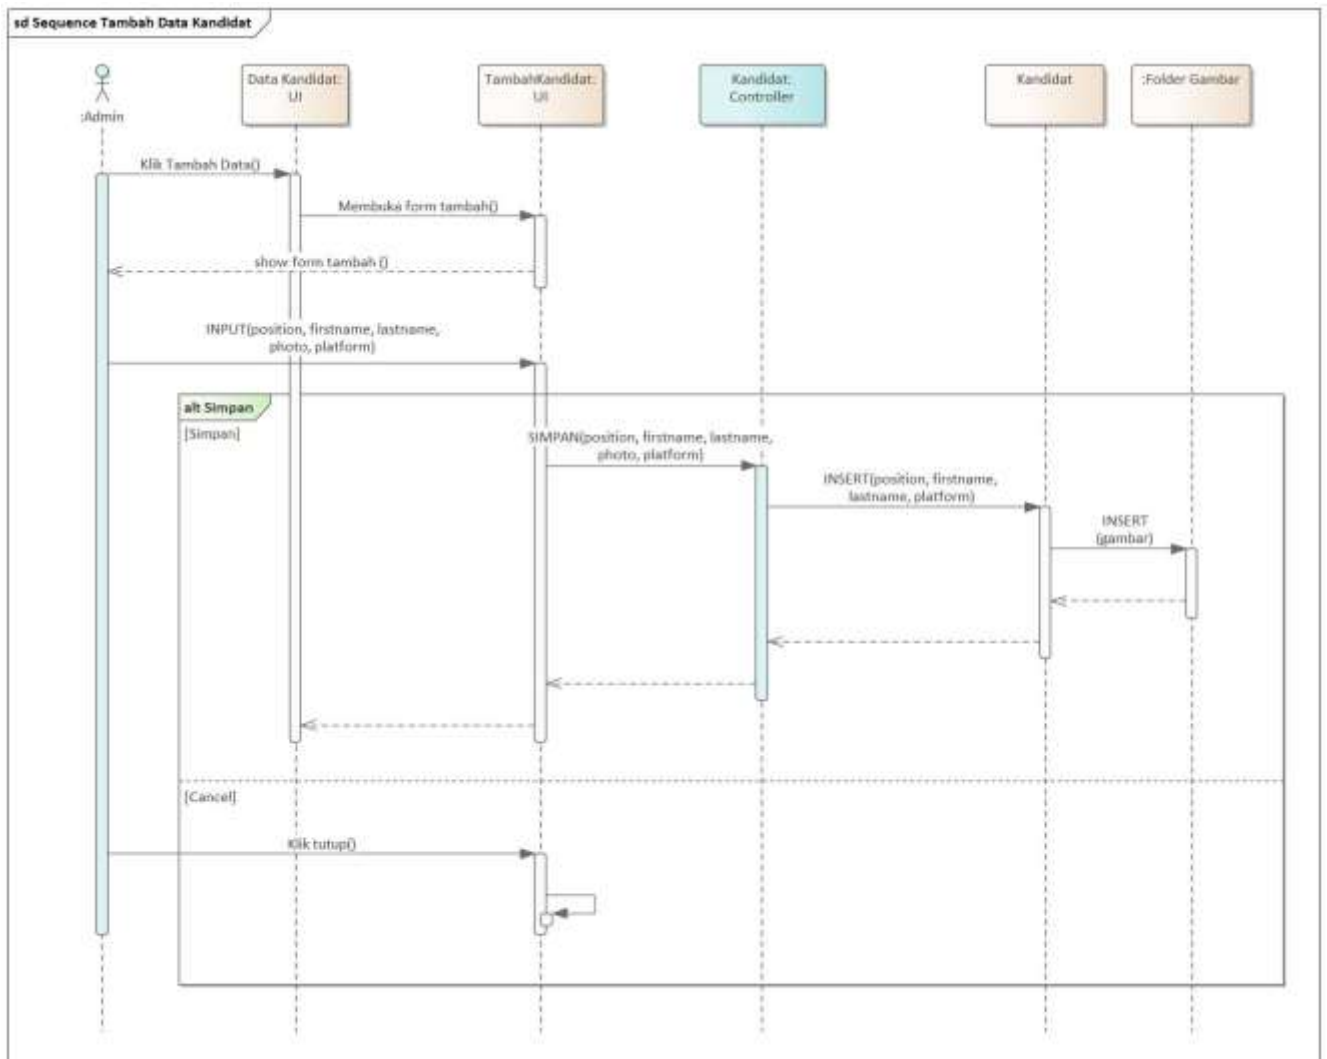 sd Sequence Tambah Data Kandidat
:Admin
Data Kandidat:
UI
TambahKandidat:
UI
Kandidat:
Controller
Kandidat
:Folder Gambar
Klik Tambah Data()
Membuka form tambah()
show form tambah ()
INPUT(position, firstname, lastname,
photo, platform)
alt Simpan
[Simpan]
SIMPAN(position, firstname, lastname,
photo, platform)
INSERT(position, firstname,
lastname, platform)
INSERT
(gambar)
[Cancel]
Klik tutup()